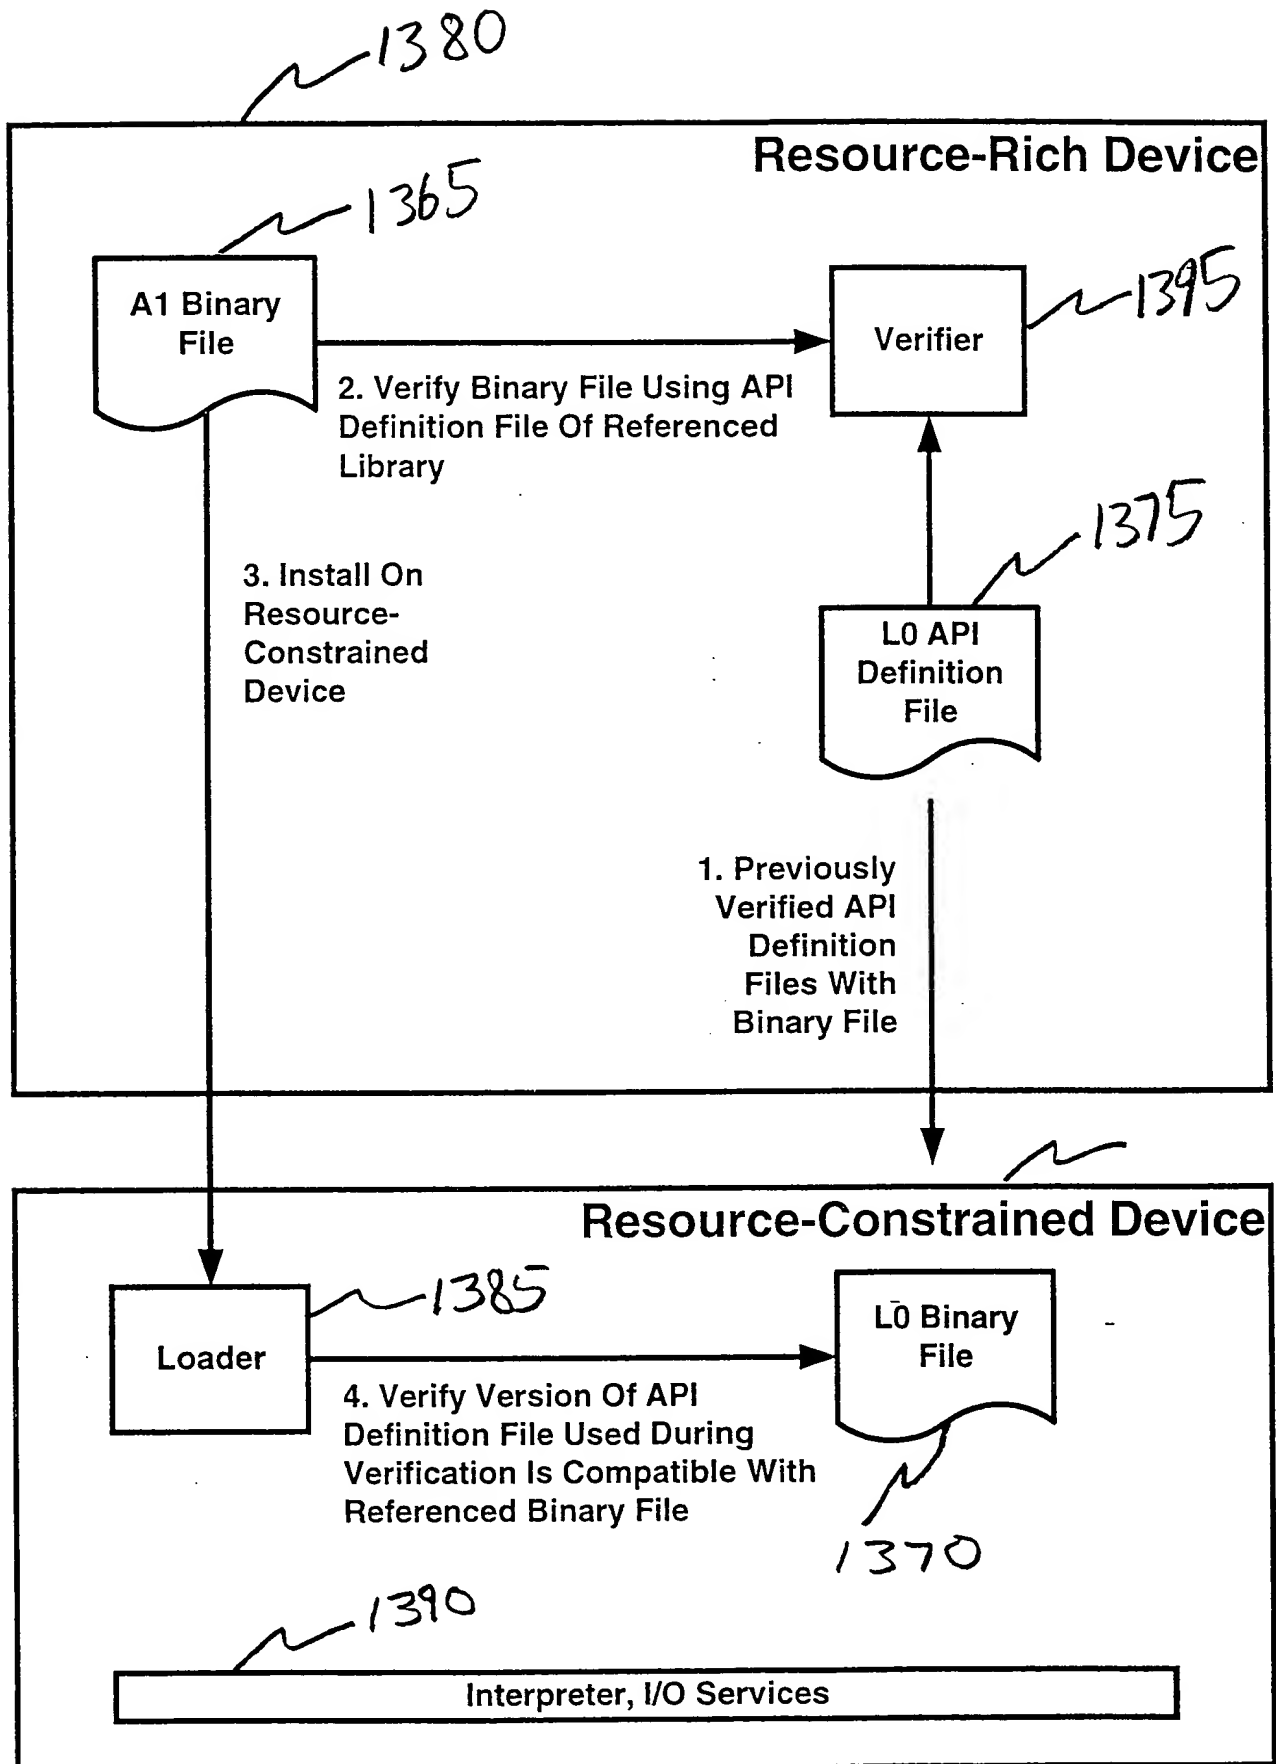 1380
Resource-Rich Device
1365
A1 Binary
File
1395
Verifier
2. Verify Binary File Using API
Definition File Of Referenced
Library
1375
3. Install On
Resource-
Constrained
Device
L0 API
Definition
File
1. Previously
Verified API
Definition
Files With
Binary File
Resource-Constrained Device
1385
Loader
L0 Binary
File
4. Verify Version Of API
Definition File Used During
Verification Is Compatible With
Referenced Binary File
1370
1390
Interpreter, I/O Services